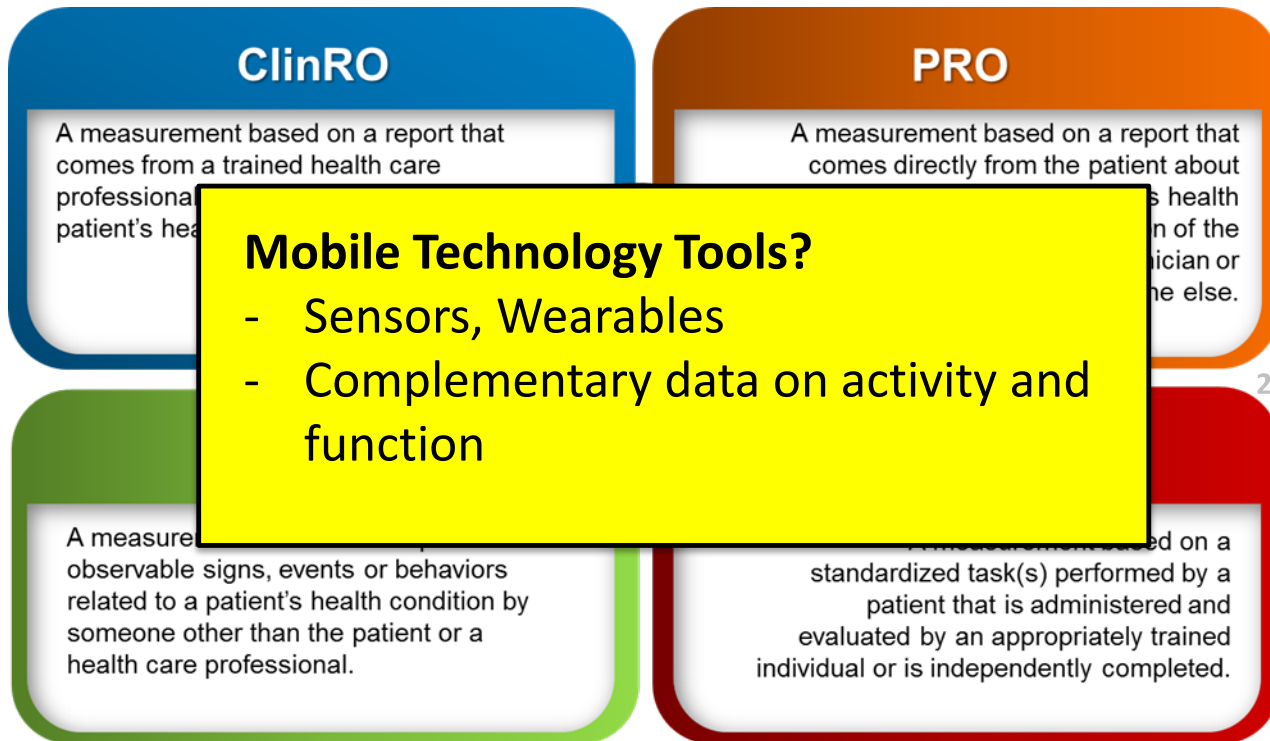 ClinRO
A measurement based on a report that
comes from a trained health care
professional
patient's hea
PRO
A measurement based on a report that
comes directly from the patient about
s health
n of the
ician or
ne else.
Mobile Technology Tools?
- Sensors, Wearables
- Complementary data on activity and
function
2
A measure
observable signs, events or behaviors
related to a patient's health condition by
someone other than the patient or a
health care professional.
A measurement based on a
standardized task(s) performed by a
patient that is administered and
evaluated by an appropriately trained
individual or is independently completed.